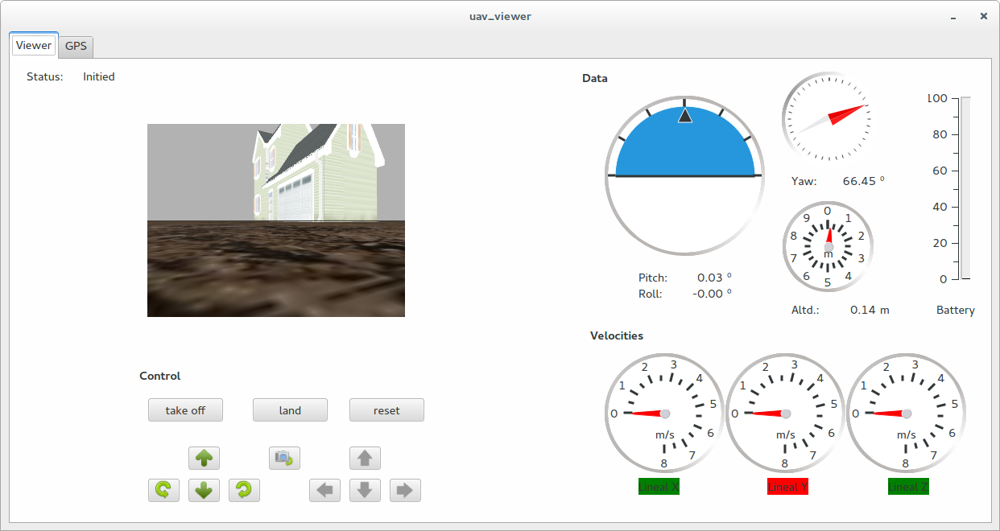 uav_viewer
Viewer GPS
Status: Initied
Data
100
80
60
40
20
0
Yaw: 66.45 º
0 1 2 3 4 5 6 7 8 9
m
Pitch: 0.03 º
Roll: -0.00 º
Altd.: 0.14 m
Battery
Velocities
0 1 2 3 4 5 6 7 8
m/s
0 1 2 3 4 5 6 7 8
m/s
0 1 2 3 4 5 6 7 8
m/s
Lineal X Lineal Y Lineal Z
Control
take off land reset